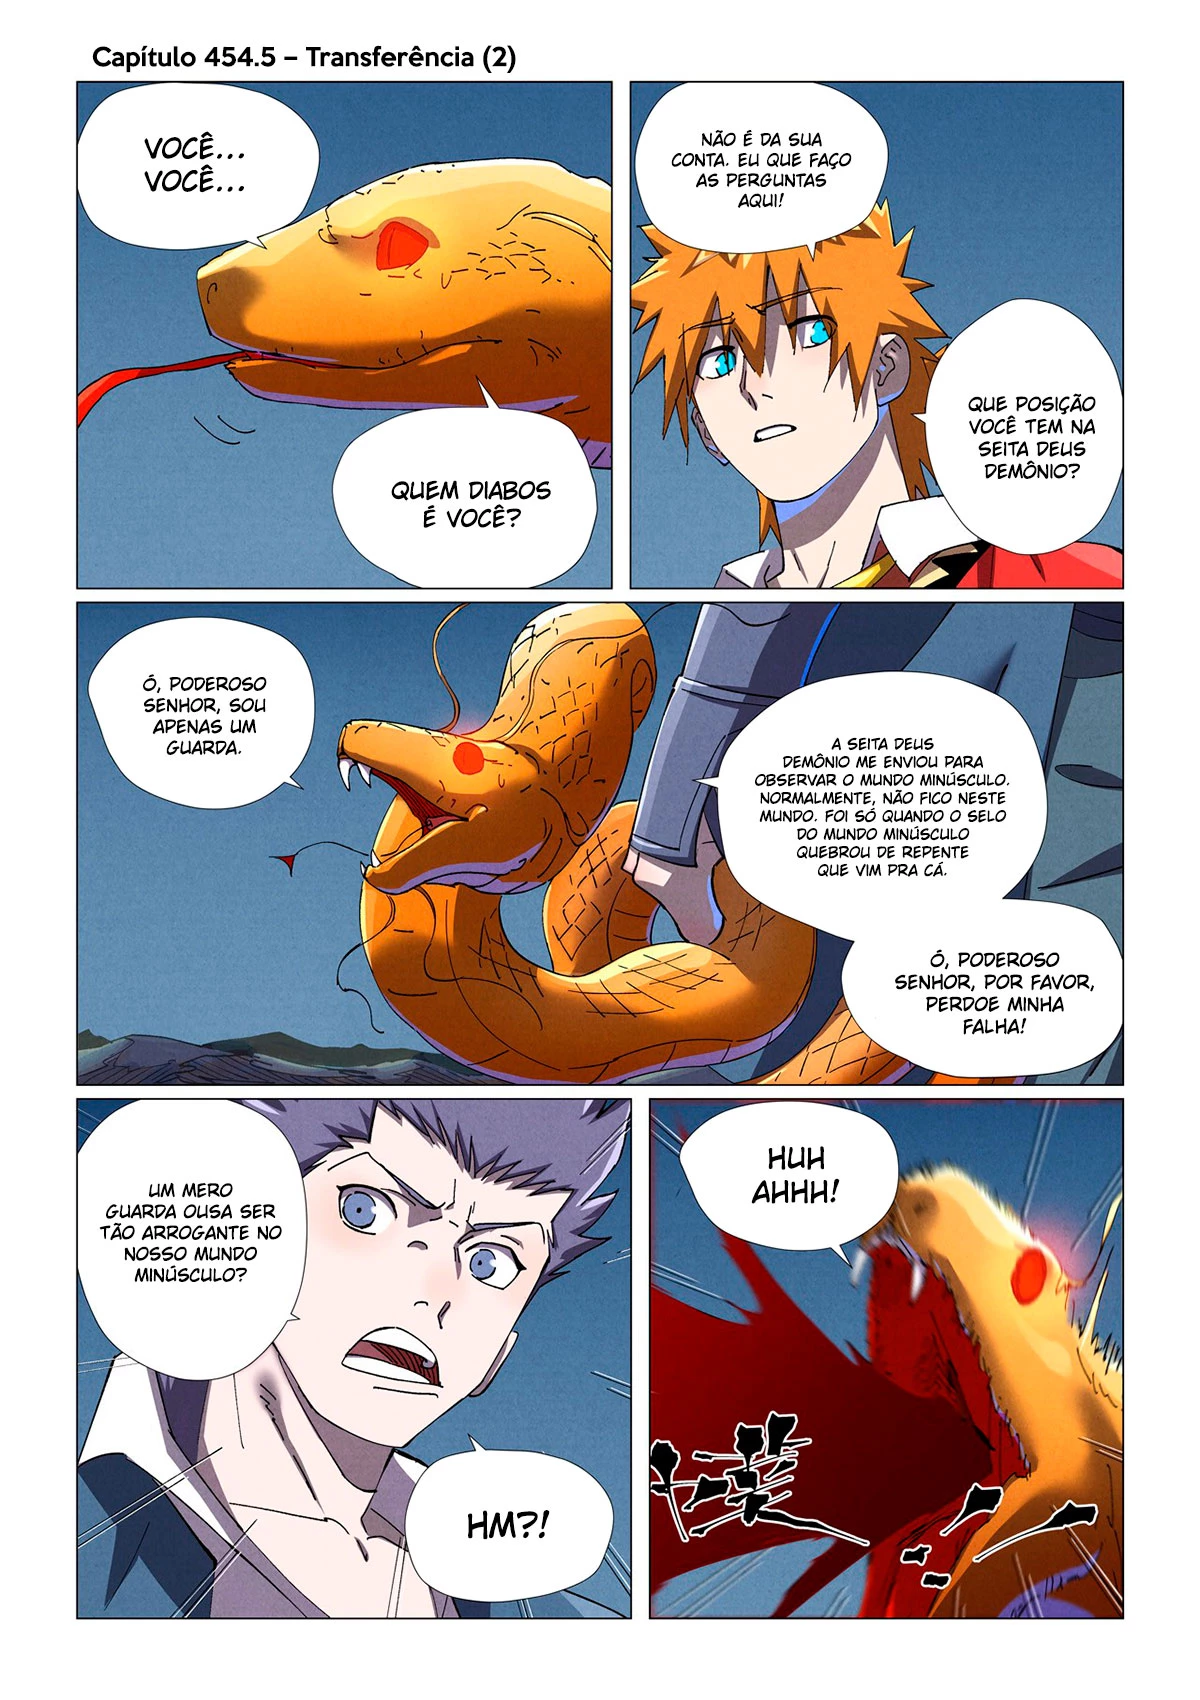 Capítulo 454.5 – Transferência (2)
VOCÊ...
VOCÊ...
QUEM DIABOS
É VOCÊ?
NÃO É DA SUA
CONTA. EU QUE FAÇO
AS PERGUNTAS
AQUI!
QUE POSIÇÃO
VOCÊ TEM NA
SEITA DEUS
DEMÔNIO?
Ó, PODEROSO
SENHOR, SOU
APENAS UM
GUARDA.
A SEITA DEUS
DEMÔNIO ME ENVIOU PARA
OBSERVAR O MUNDO MINÚSCULO.
NORMALMENTE, NÃO FICO NESTE
MUNDO. FOI SÓ QUANDO O SELO
DO MUNDO MINÚSCULO
QUEBROU DE REPENTE
QUE VIM PRA CÁ.
Ó, PODEROSO
SENHOR, POR FAVOR,
PERDOE MINHA
FALHA!
UM MERO
GUARDA OUSA SER
TÃO ARROGANTE NO
NOSSO MUNDO
MINÚSCULO?
HM?!
HUH
AHHH!